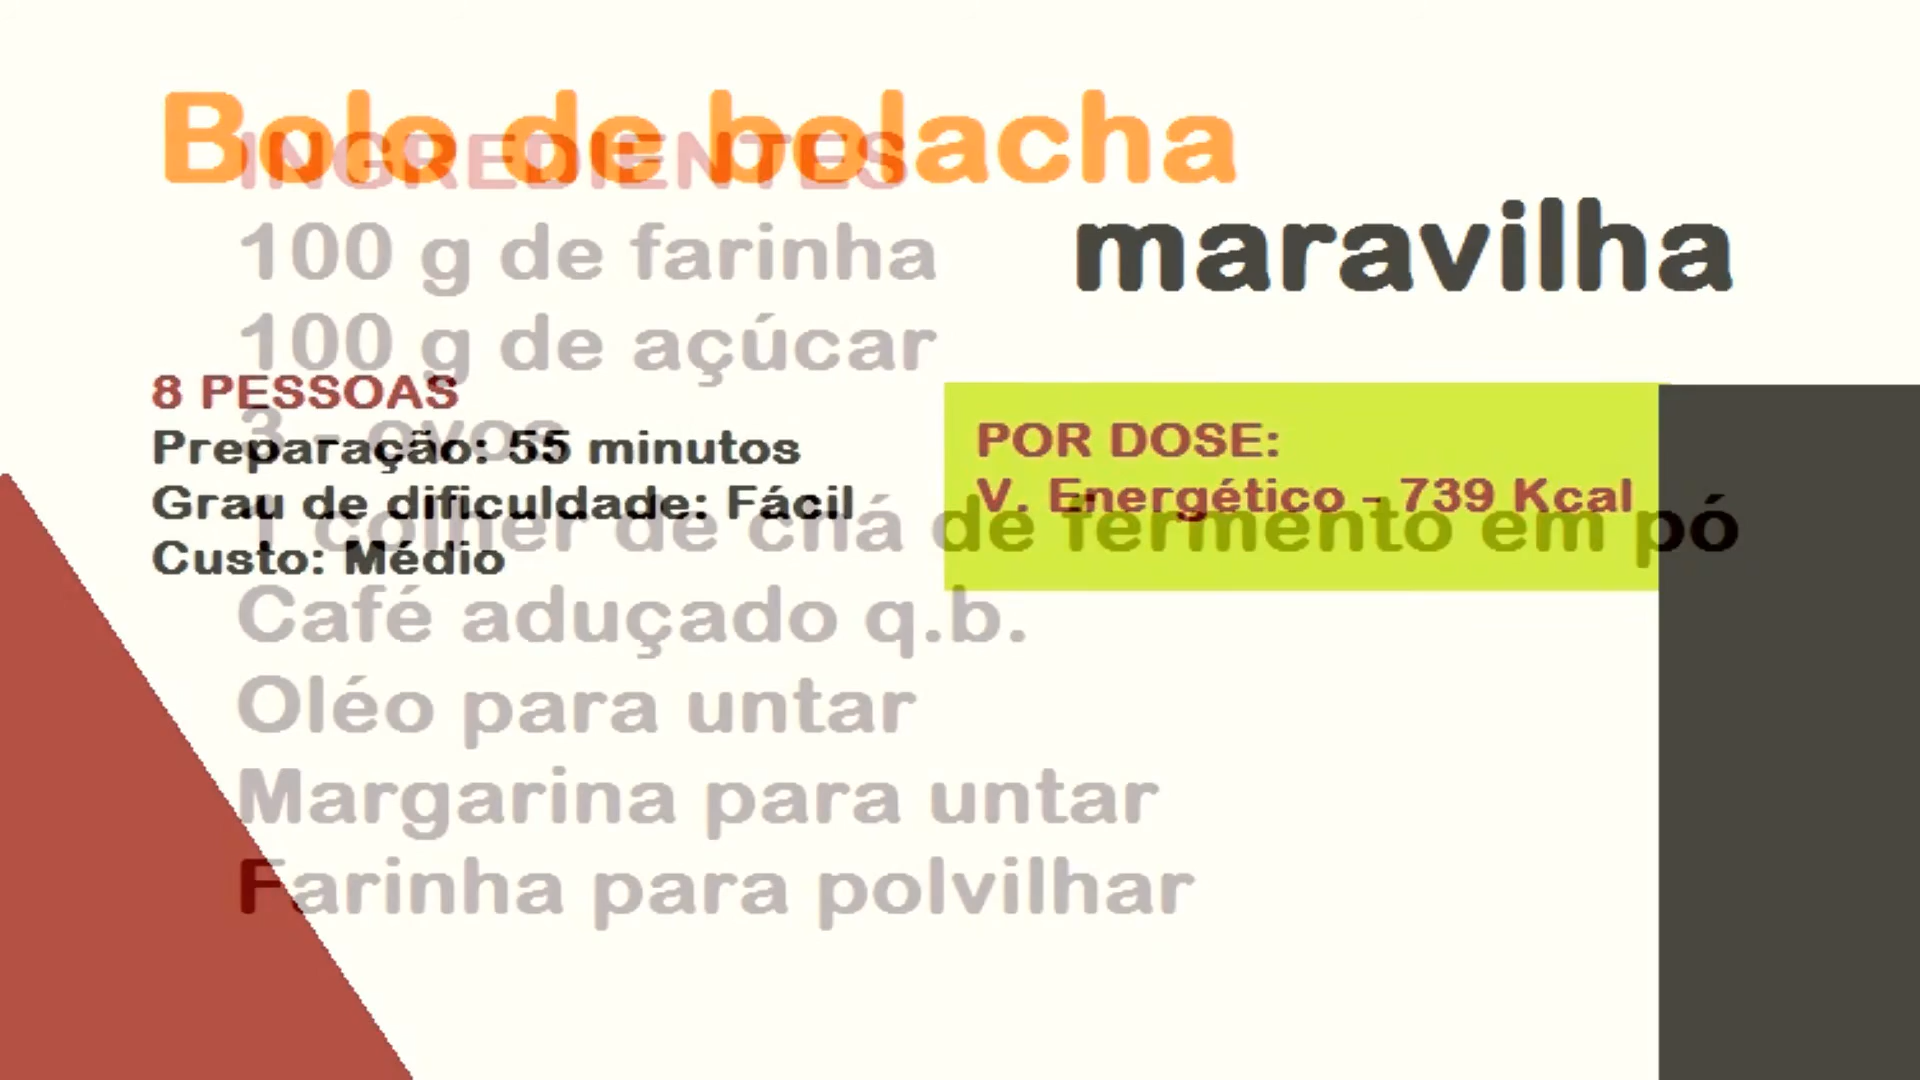 Bolo de bolacha
maravilha
8 PESSOAS
Preparação: 55 minutos
Grau de dificuldade: Fácil
Custo: Médio
POR DOSE:
V. Energético - 739 Kcal
INGREDIENTES
100 g de farinha
100 g de açúcar
3 - ovos
1 colher de chá de fermento em pó
Café aduçado q.b.
Oléo para untar
Margarina para untar
Farinha para polvilhar